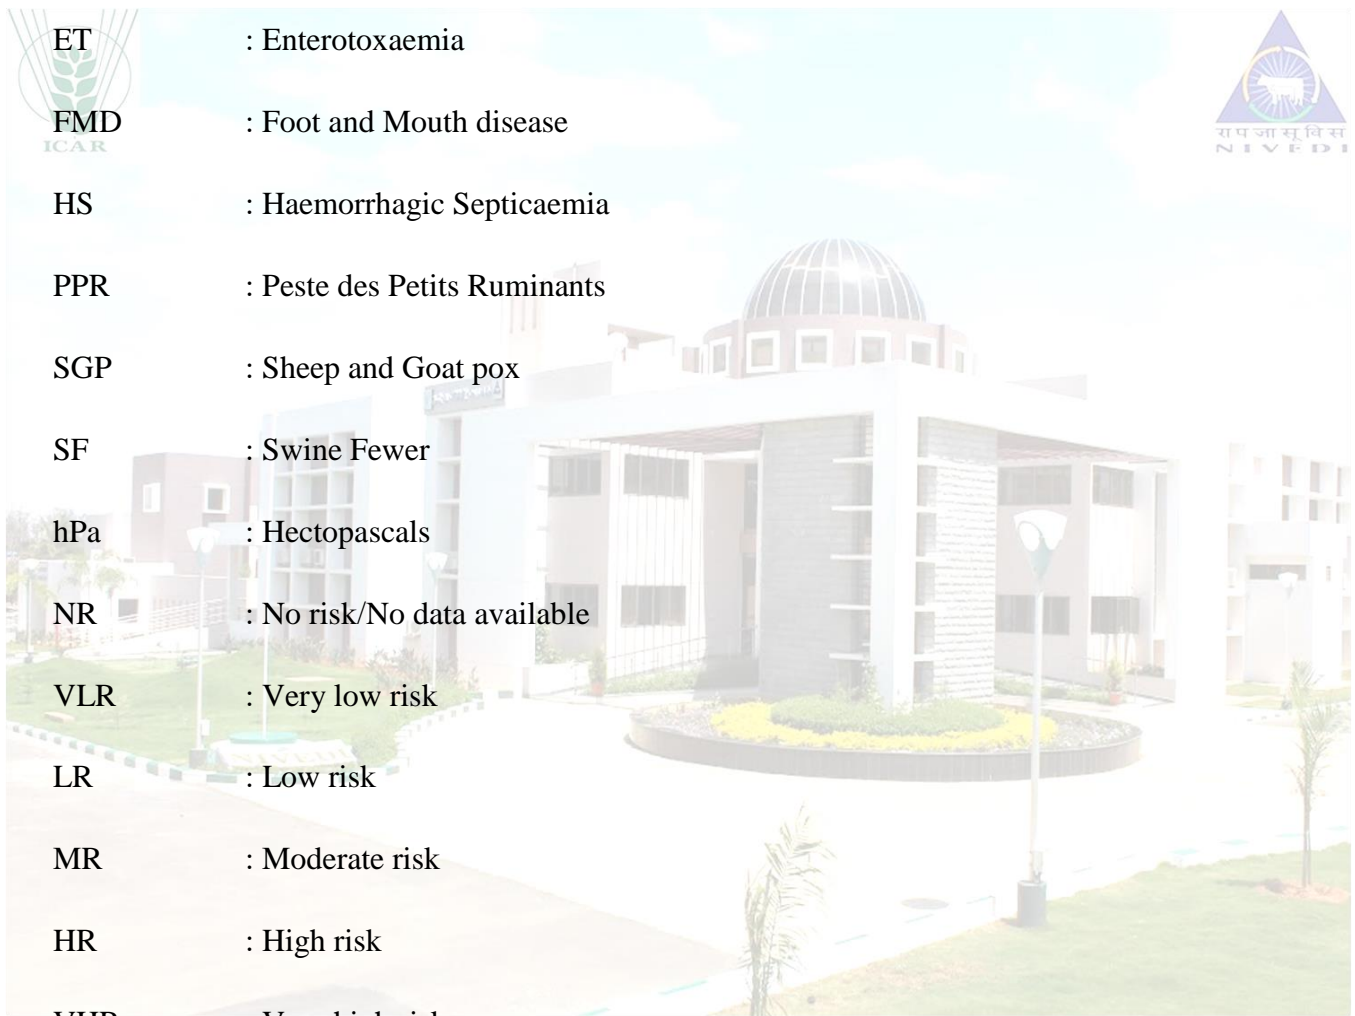 ET : Enterotoxaemia
FMD : Foot and Mouth disease
ICAR
रापजासूविसं
NIVEDI
HS : Haemorrhagic Septicaemia
PPR : Peste des Petits Ruminants
SGP : Sheep and Goat pox
SF : Swine Fewer
hPa : Hectopascals
NR : No risk/No data available
VLR : Very low risk
LR : Low risk
MR : Moderate risk
HR : High risk